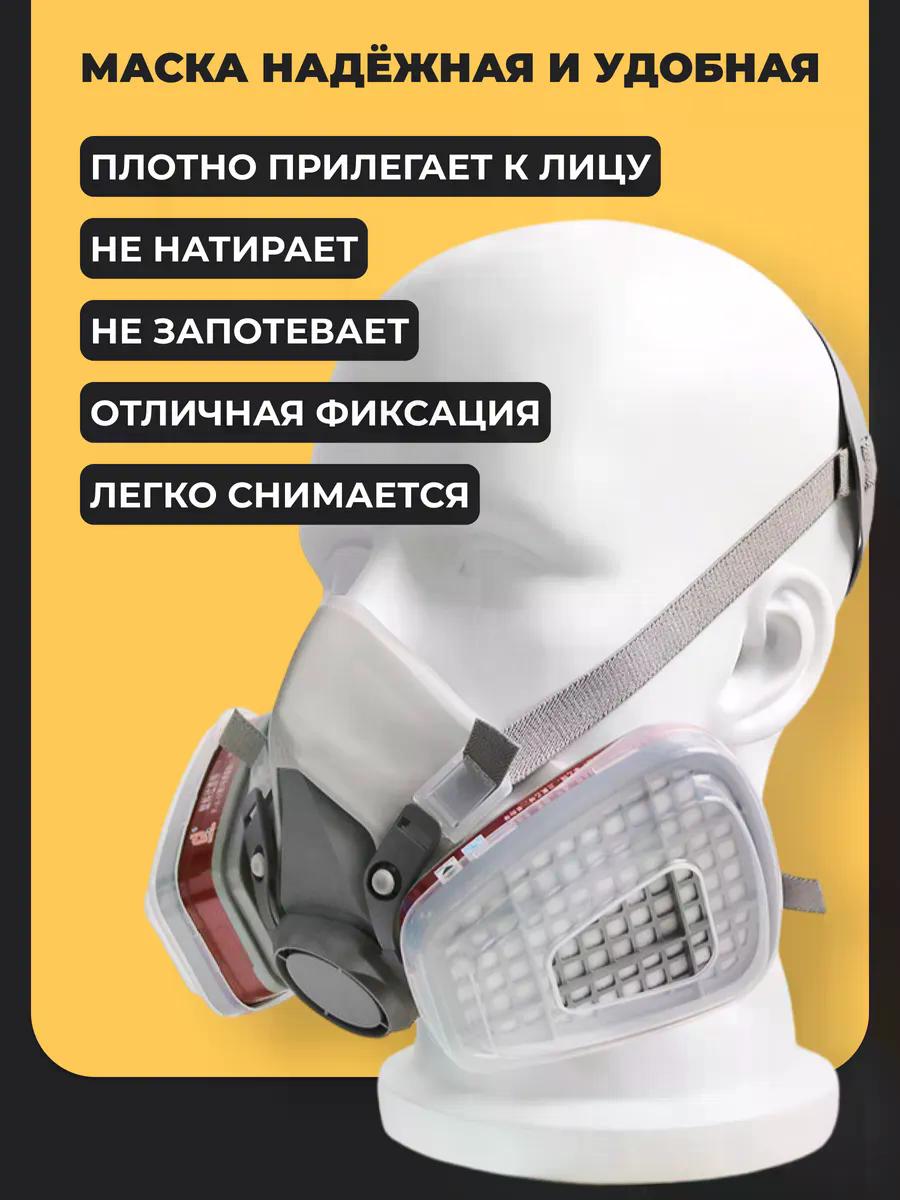 МАСКА НАДЁЖНАЯ И УДОБНАЯ
ПЛОТНО ПРИЛЕГАЕТ К ЛИЦУ
НЕ НАТИРАЕТ
НЕ ЗАПОТЕВАЕТ
ОТЛИЧНАЯ ФИКСАЦИЯ
ЛЕГКО СНИМАЕТСЯ